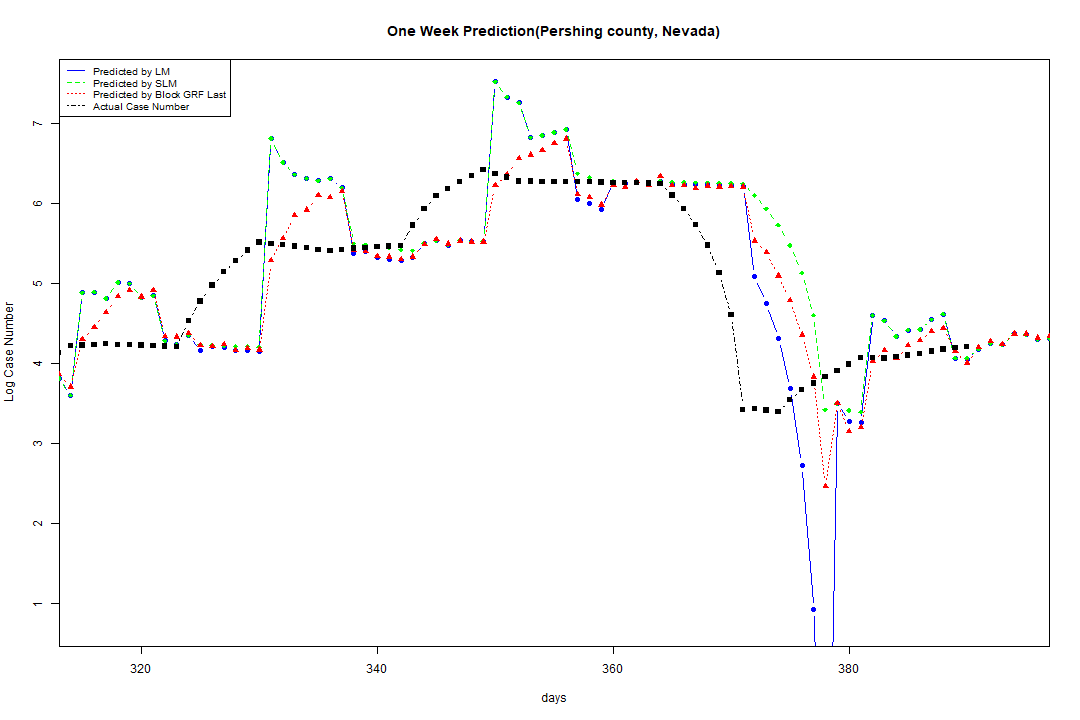 One Week Prediction(Pershing county, Nevada)
Predicted by LM
Predicted by SLM
Predicted by Block GRF Last
Actual Case Number
Log Case Number
7
6
5
4
3
2
1
320
340
360
380
days